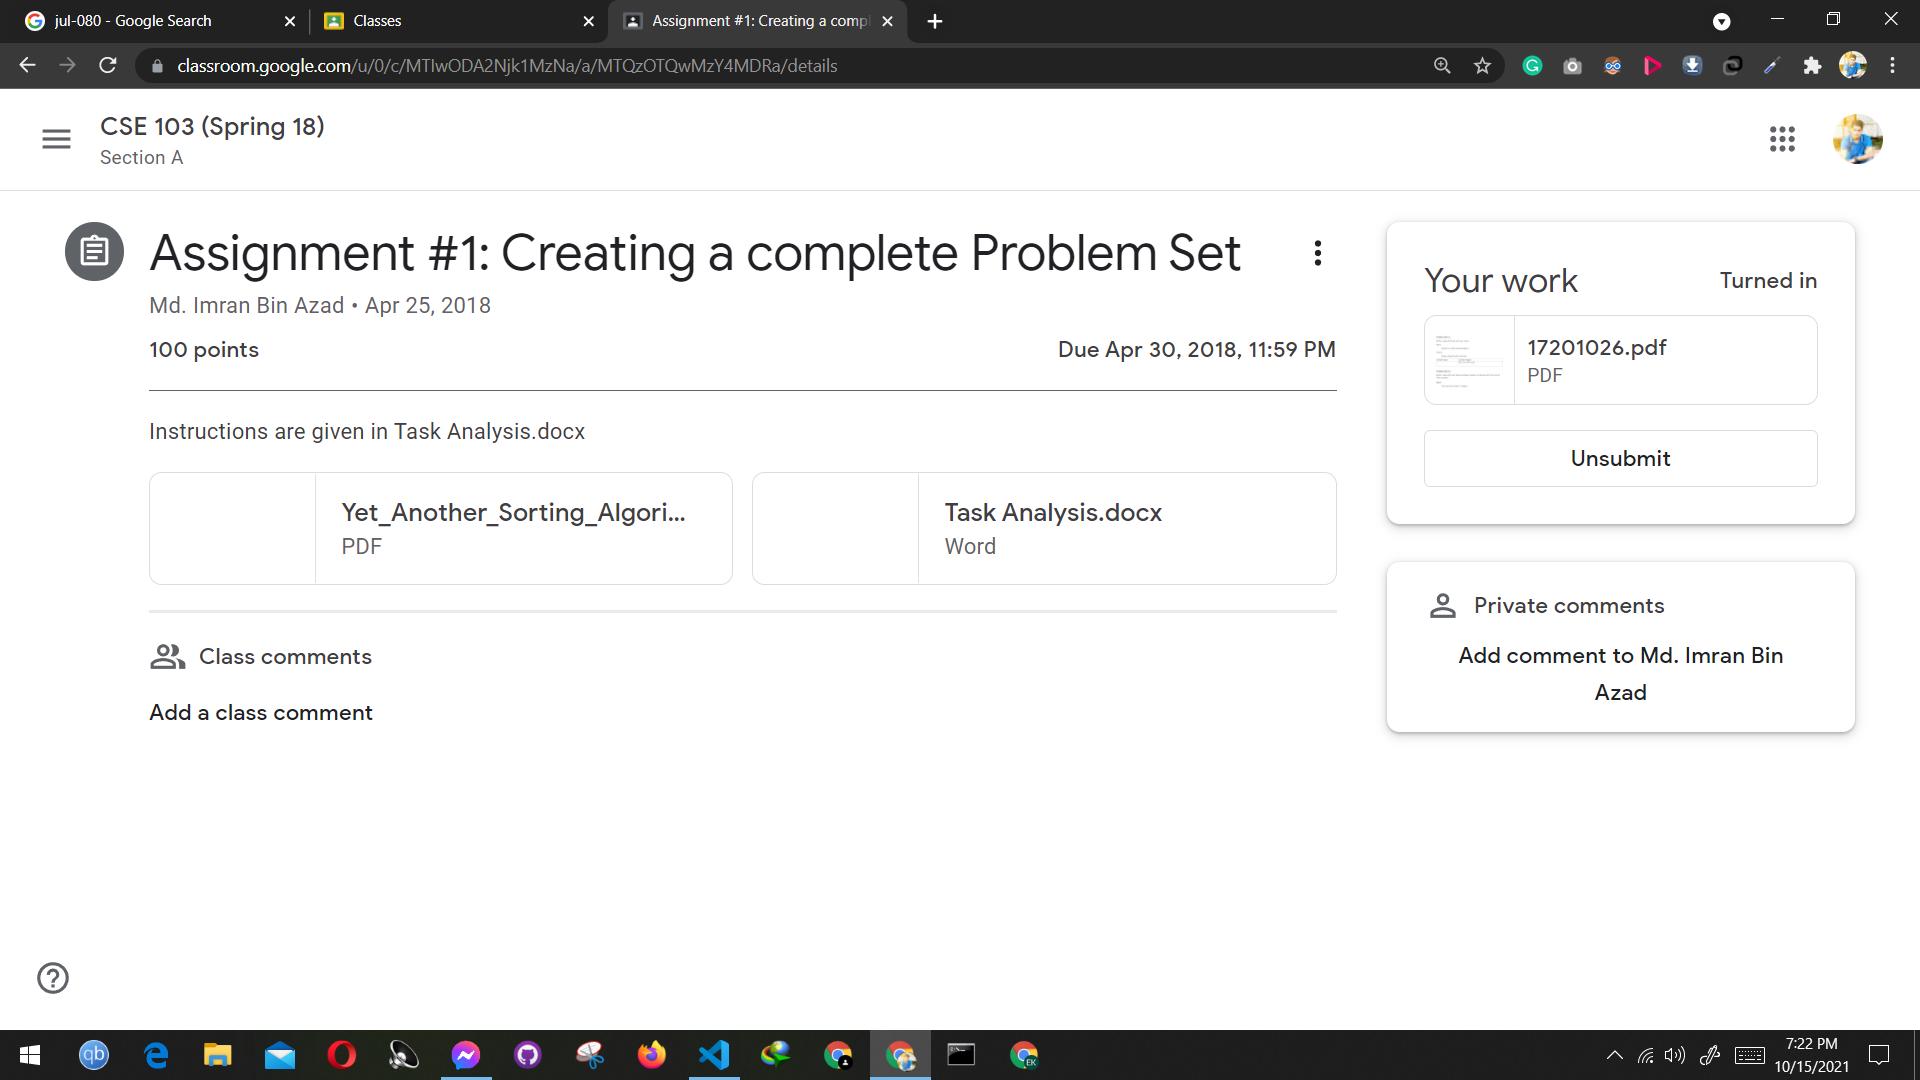 jul-080 - Google Search
Classes
Assignment #1: Creating a compl
classroom.google.com/u/0/c/MTIwODA2Njk1MzNa/a/MTQzOTQwMzY4MDRa/details
CSE 103 (Spring 18)
Section A
Assignment #1: Creating a complete Problem Set
Md. Imran Bin Azad • Apr 25, 2018
100 points
Due Apr 30, 2018, 11:59 PM
Instructions are given in Task Analysis.docx
Yet_Another_Sorting_Algori...
PDF
Task Analysis.docx
Word
Class comments
Add a class comment
Your work
Turned in
17201026.pdf
PDF
Unsubmit
Private comments
Add comment to Md. Imran Bin
Azad
qb
EK
7:22 PM
10/15/2021